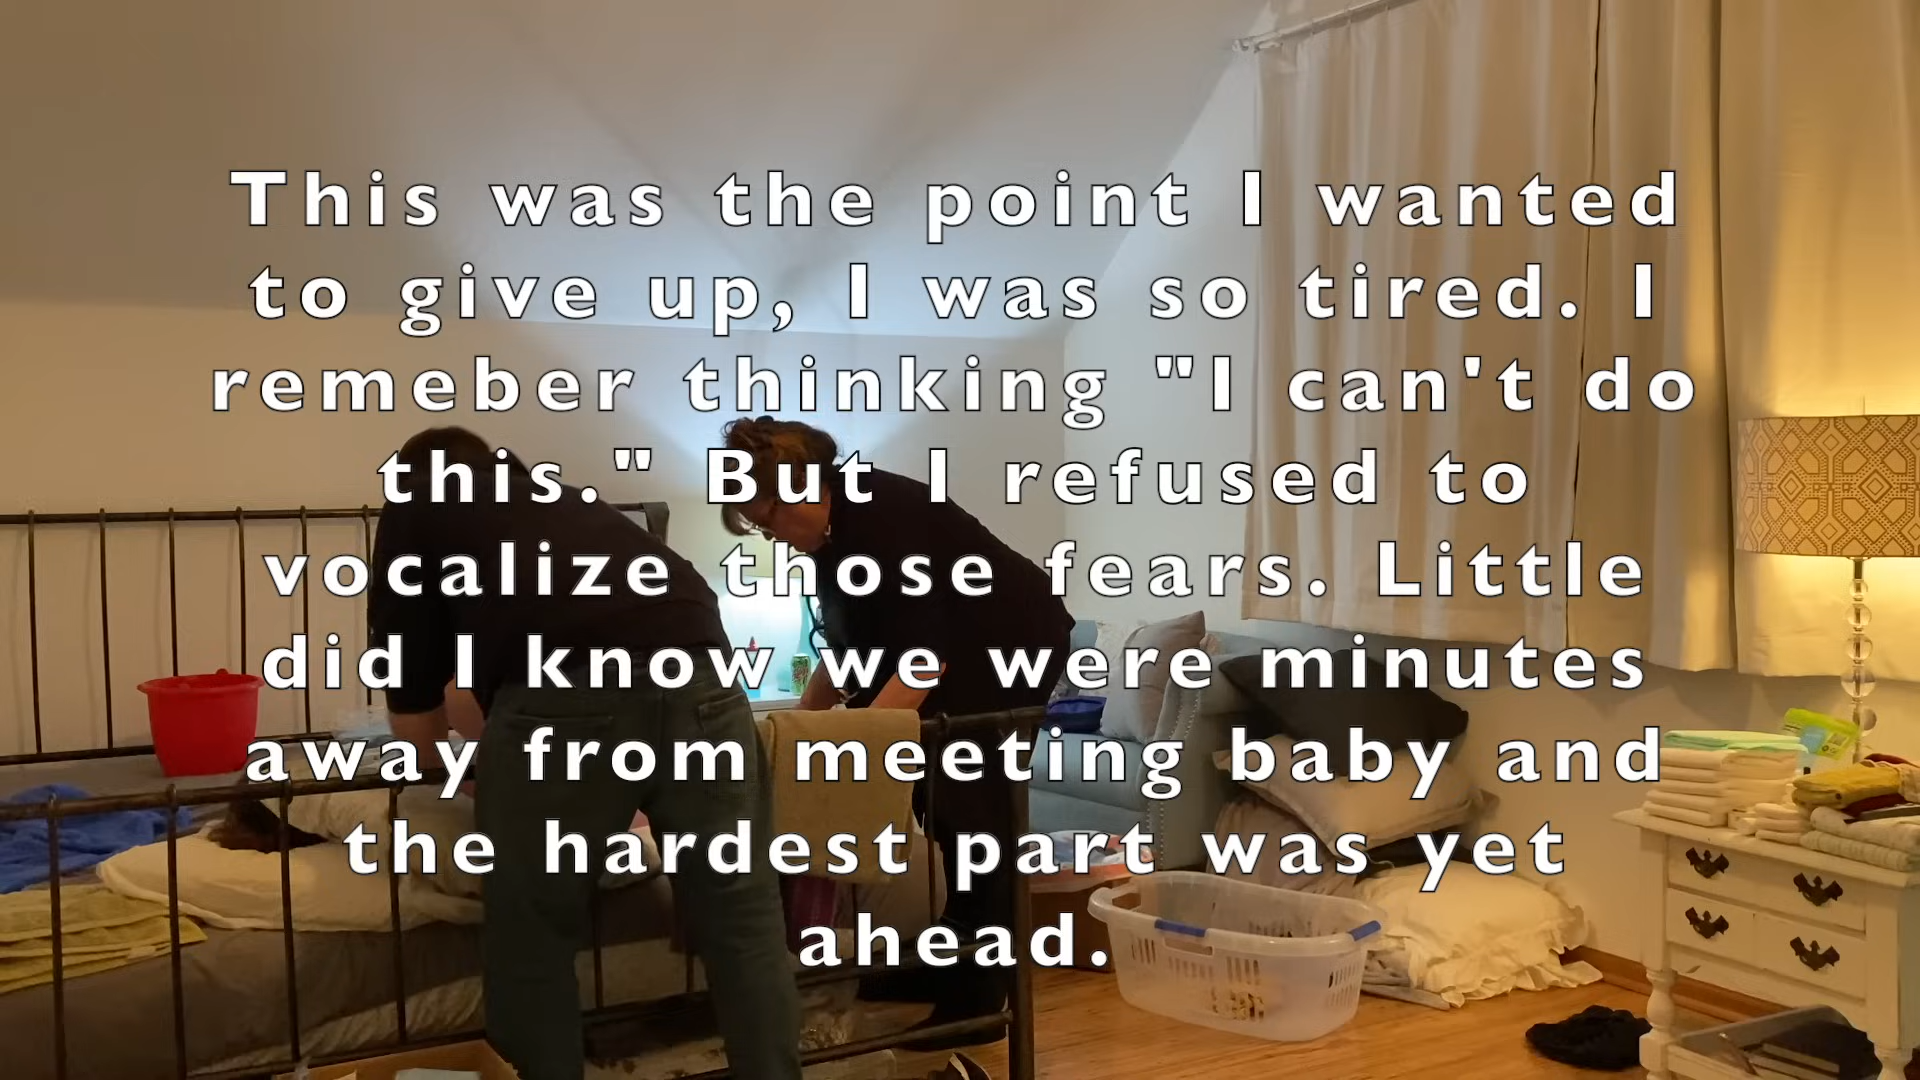 This was the point I wanted
to give up, I was so tired. I
remeber thinking "I can't do
this." But I refused to
vocalize those fears. Little
did I know we were minutes
away from meeting baby and
the hardest part was yet
ahead.